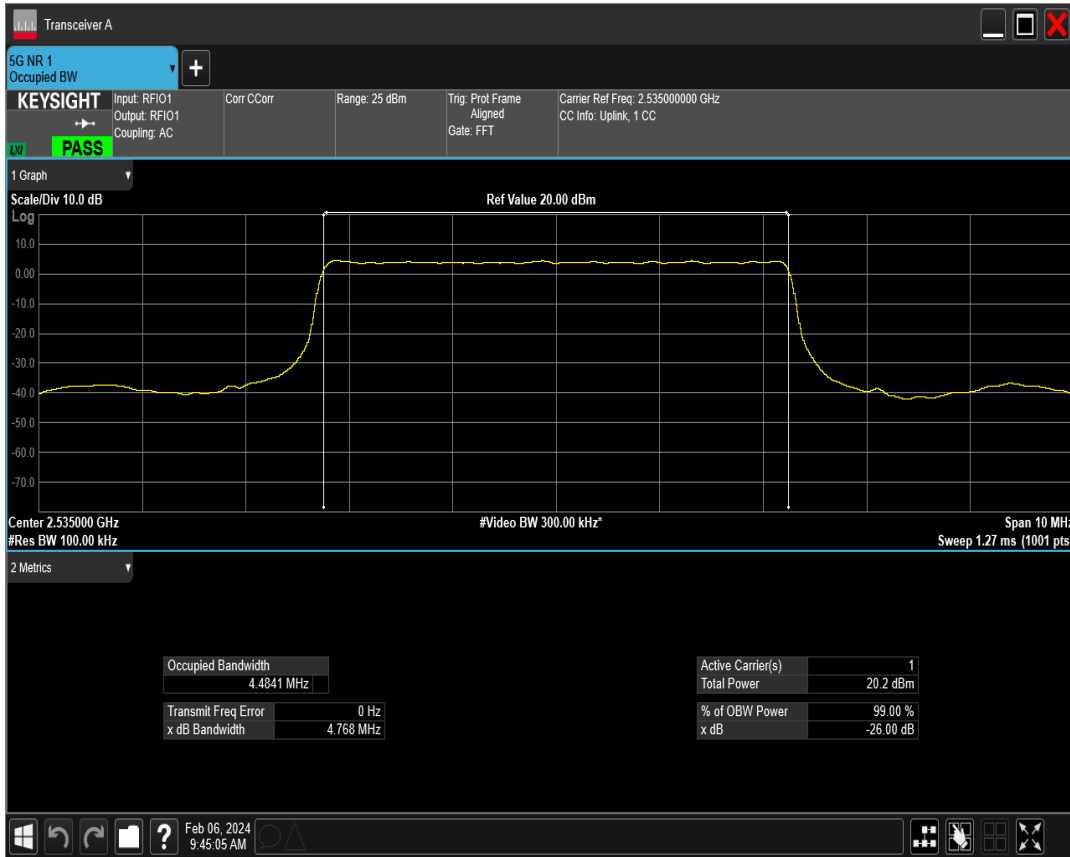 Transceiver A
5G NR 1
Occupied BW
KEYSIGHT
Input: RFIO1
Output: RFIO1
Coupling: AC
Corr CCorr
Range: 25 dBm
Trig: Prot Frame
Aligned
Gate: FFT
Carrier Ref Freq: 2.535000000 GHz
CC Info: Uplink, 1 CC
LXI
PASS
1 Graph
Scale/Div 10.0 dB
Ref Value 20.00 dBm
Log
10.0
0.00
-10.0
-20.0
-30.0
-40.0
-50.0
-60.0
-70.0
Center 2.535000 GHz
#Video BW 300.00 kHz*
Span 10 MHz
#Res BW 100.00 kHz
Sweep 1.27 ms (1001 pts
2 Metrics
Occupied Bandwidth
4.4841 MHz
Transmit Freq Error 0 Hz
x dB Bandwidth 4.768 MHz
Active Carrier(s) 1
Total Power 20.2 dBm
% of OBW Power 99.00 %
x dB -26.00 dB
Feb 06, 2024
9:45:05 AM